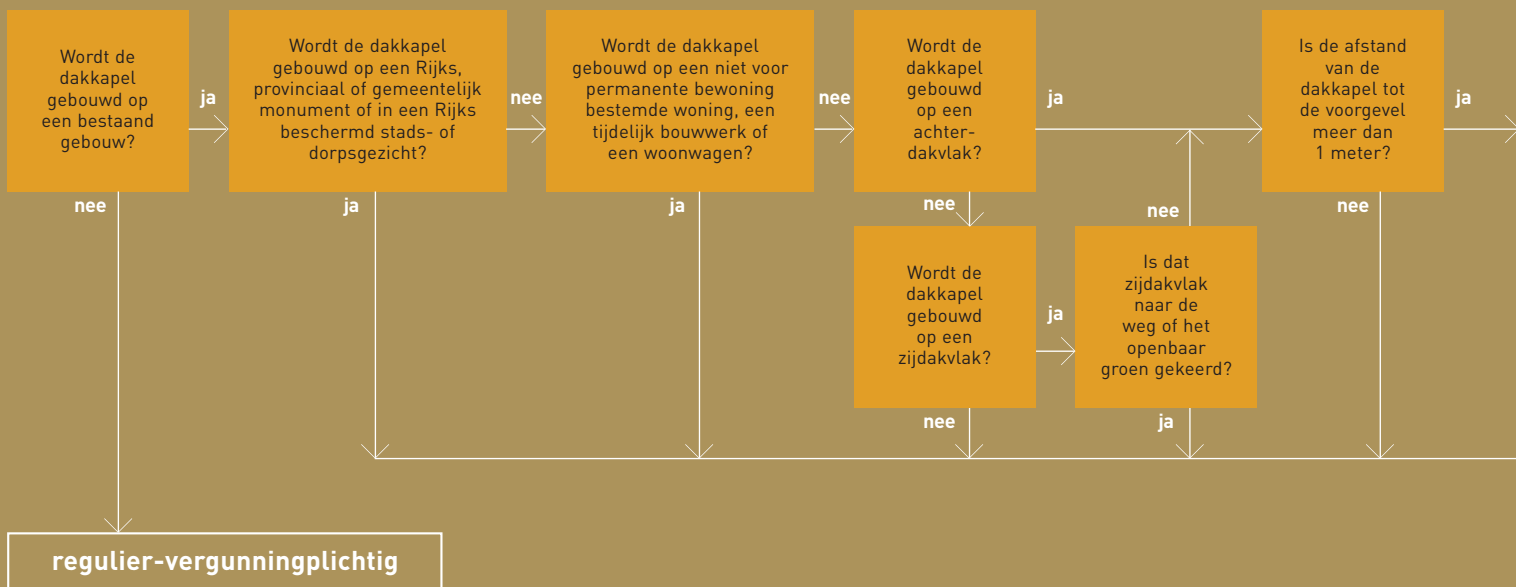 Wordt de
dakkapel
gebouwd op
een bestaand
gebouw?
ja
nee
Wordt de dakkapel
gebouwd op een Rijks,
provinciaal of gemeentelijk
monument of in een Rijks
beschermd stads- of
dorpsgezicht?
nee
ja
Wordt de dakkapel
gebouwd op een niet voor
permanente bewoning
bestemde woning, een
tijdelijk bouwwerk of
een woonwagen?
nee
ja
Wordt de
dakkapel
gebouwd
op een
achter-
dakvlak?
ja
nee
Wordt de
dakkapel
gebouwd
op een
zijdakvlak?
ja
nee
Is dat
zijdakvlak
naar de
weg of het
openbaar
groen gekeerd?
nee
ja
Is de afstand
van de
dakkapel tot
de voorgevel
meer dan
1 meter?
ja
nee
regulier-vergunningplichtig